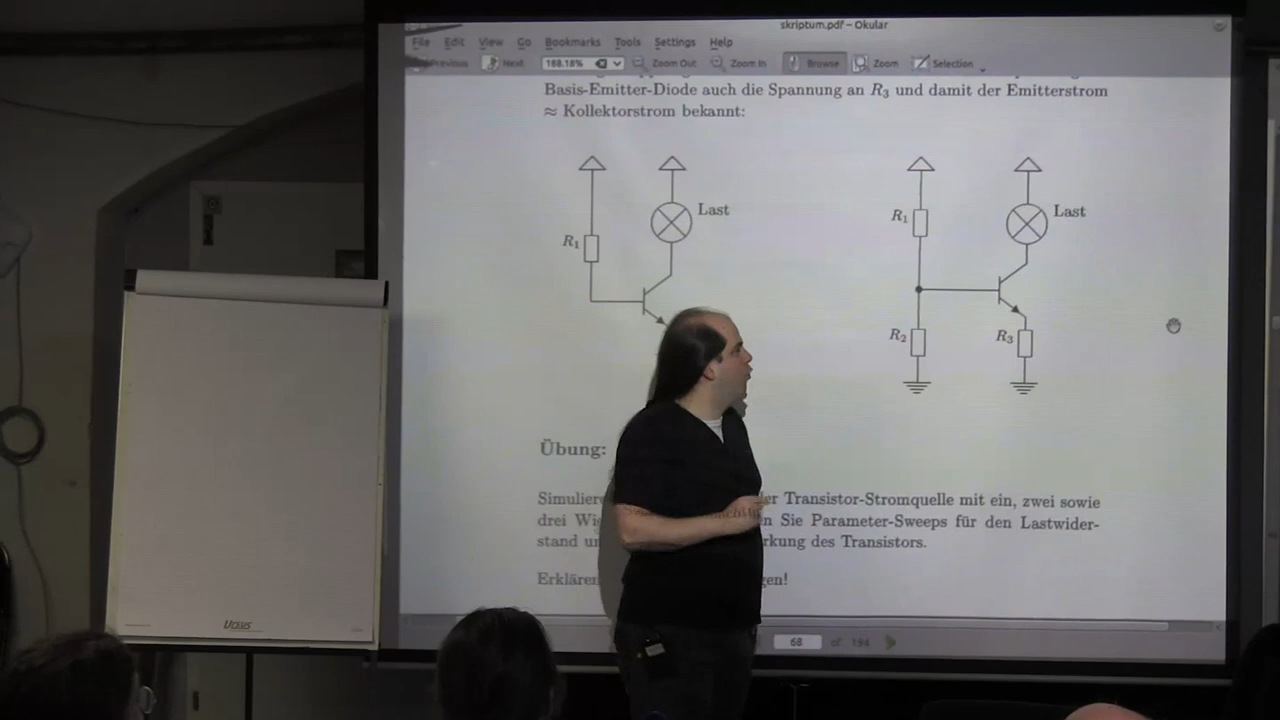 skriptum.pdf – Okular
File Edit View Go Bookmarks Tools Settings Help
Previous Next 188.18% Zoom Out Zoom In Browse Zoom Selection
Basis-Emitter-Diode auch die Spannung an R3 und damit der Emitterstrom
≈ Kollektorstrom bekannt:
R1 Last
R1 Last
R2 R3
Übung:
Simulieren er Transistor-Stromquelle mit ein, zwei sowie
drei Wi n Sie Parameter-Sweeps für den Lastwider-
stand un rkung des Transistors.
Erklären gen!
68 of 194
Ursus